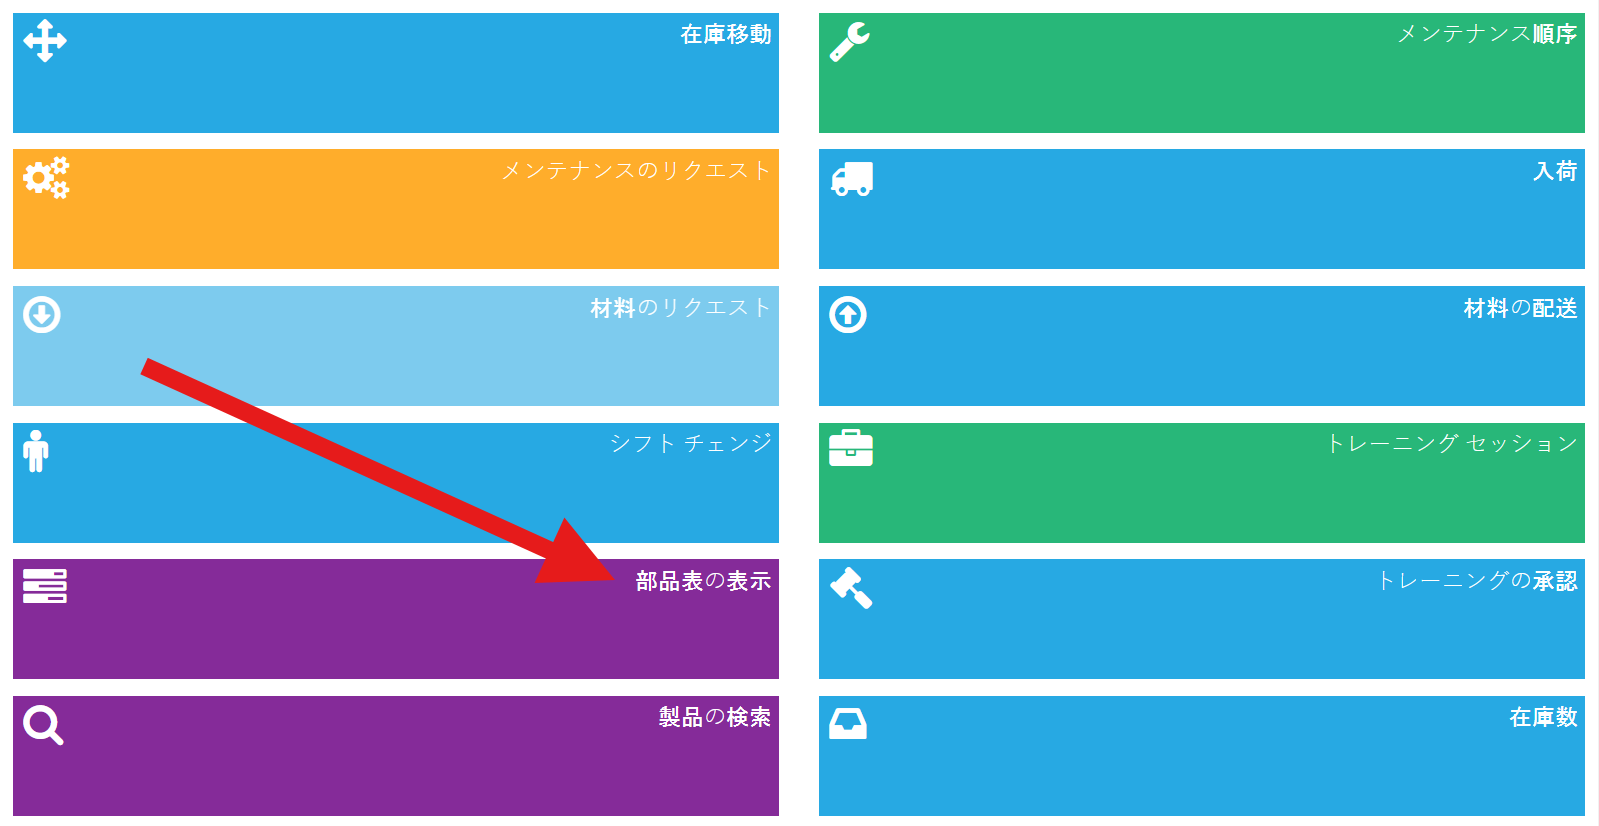 在庫移動
メンテナンス順序
メンテナンスのリクエスト
入荷
材料のリクエスト
材料の配送
シフト チェンジ
トレーニング セッション
部品表の表示
トレーニングの承認
製品の検索
在庫数